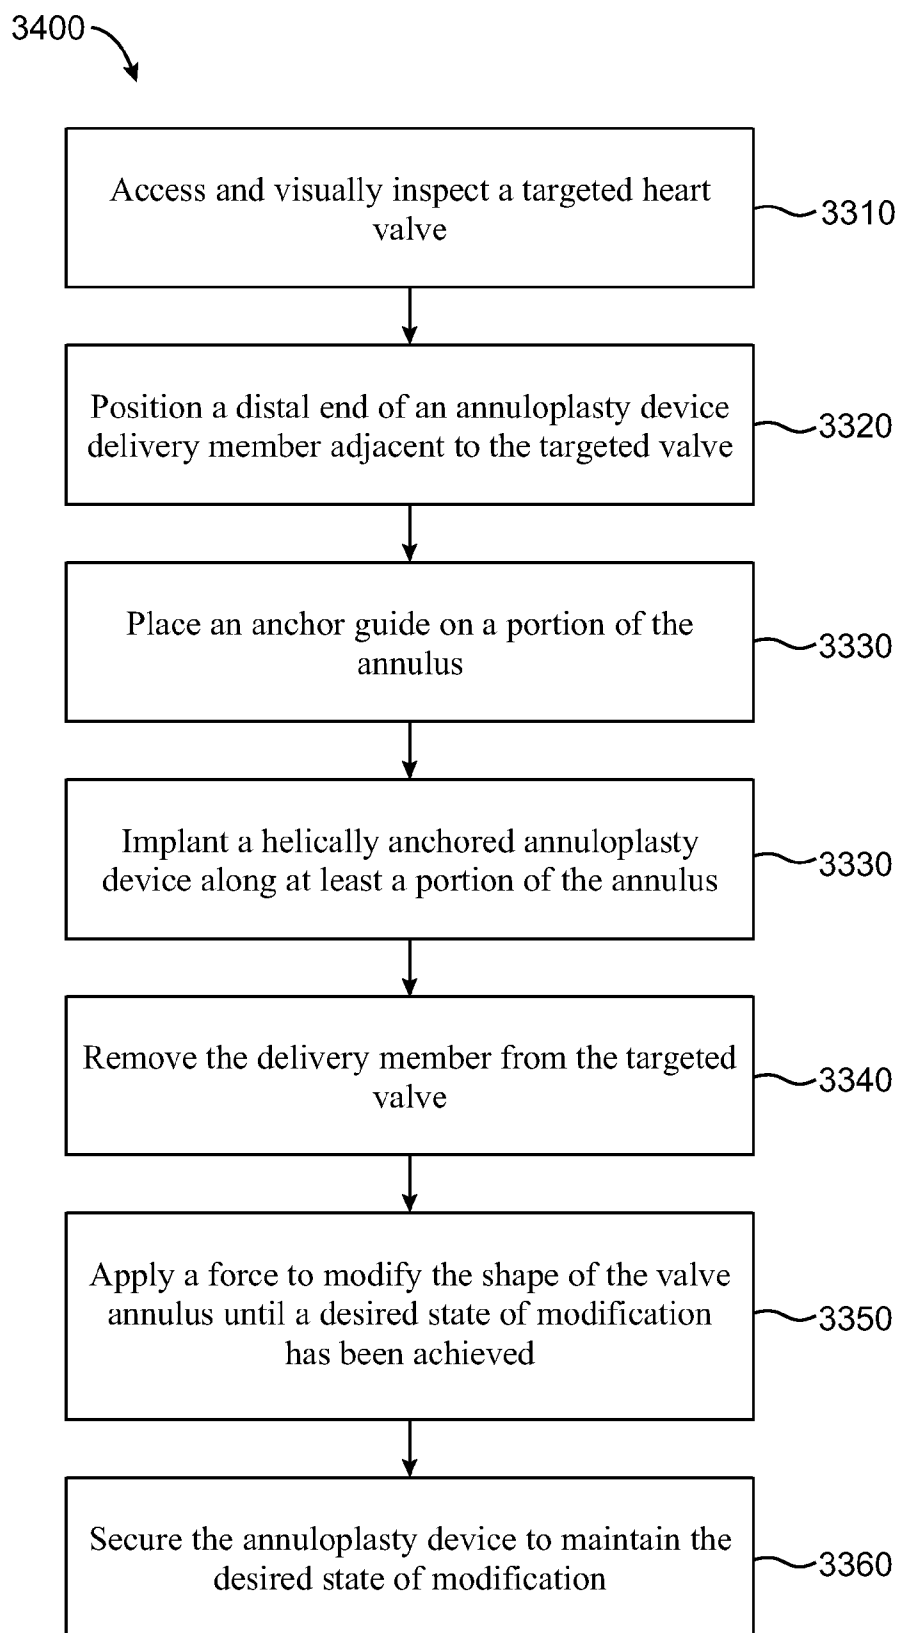 3400
Access and visually inspect a targeted heart
valve
3310
Position a distal end of an annuloplasty device
delivery member adjacent to the targeted valve
3320
Place an anchor guide on a portion of the
annulus
3330
Implant a helically anchored annuloplasty
device along at least a portion of the annulus
3330
Remove the delivery member from the targeted
valve
3340
Apply a force to modify the shape of the valve
annulus until a desired state of modification
has been achieved
3350
Secure the annuloplasty device to maintain the
desired state of modification
3360